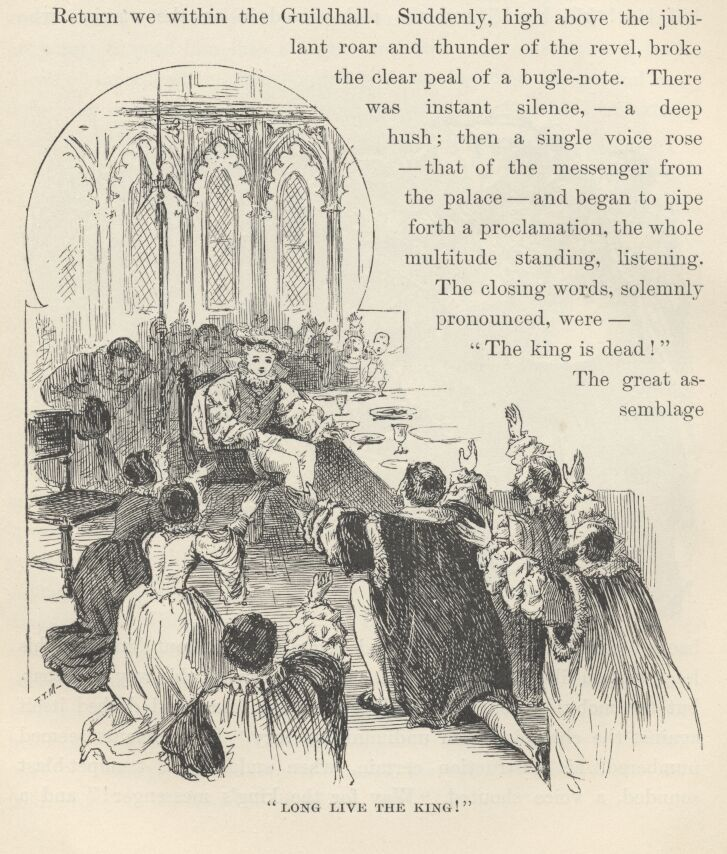 Return we within the Guildhall. Suddenly, high above the jubi-
lant roar and thunder of the revel, broke
the clear peal of a bugle-note. There
was instant silence, — a deep
hush; then a single voice rose
— that of the messenger from
the palace — and began to pipe
forth a proclamation, the whole
multitude standing, listening.
The closing words, solemnly
pronounced, were —
“The king is dead!”
The great as-
semblage
F.T.M–
“LONG LIVE THE KING!”